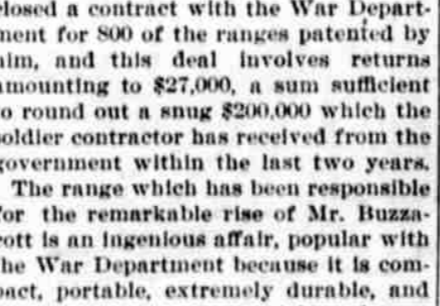 closed a contract with the War Depart-
ment for 800 of the ranges patented by
him, and this deal involves returns
amounting to $27,000, a sum sufficient
to round out a snug $200,000 which the
soldier contractor has received from the
government within the last two years.
The range which has been responsible
for the remarkable rise of Mr. Buzza-
cott is an ingenious affair, popular with
the War Department because it is com-
pact, portable, extremely durable, and